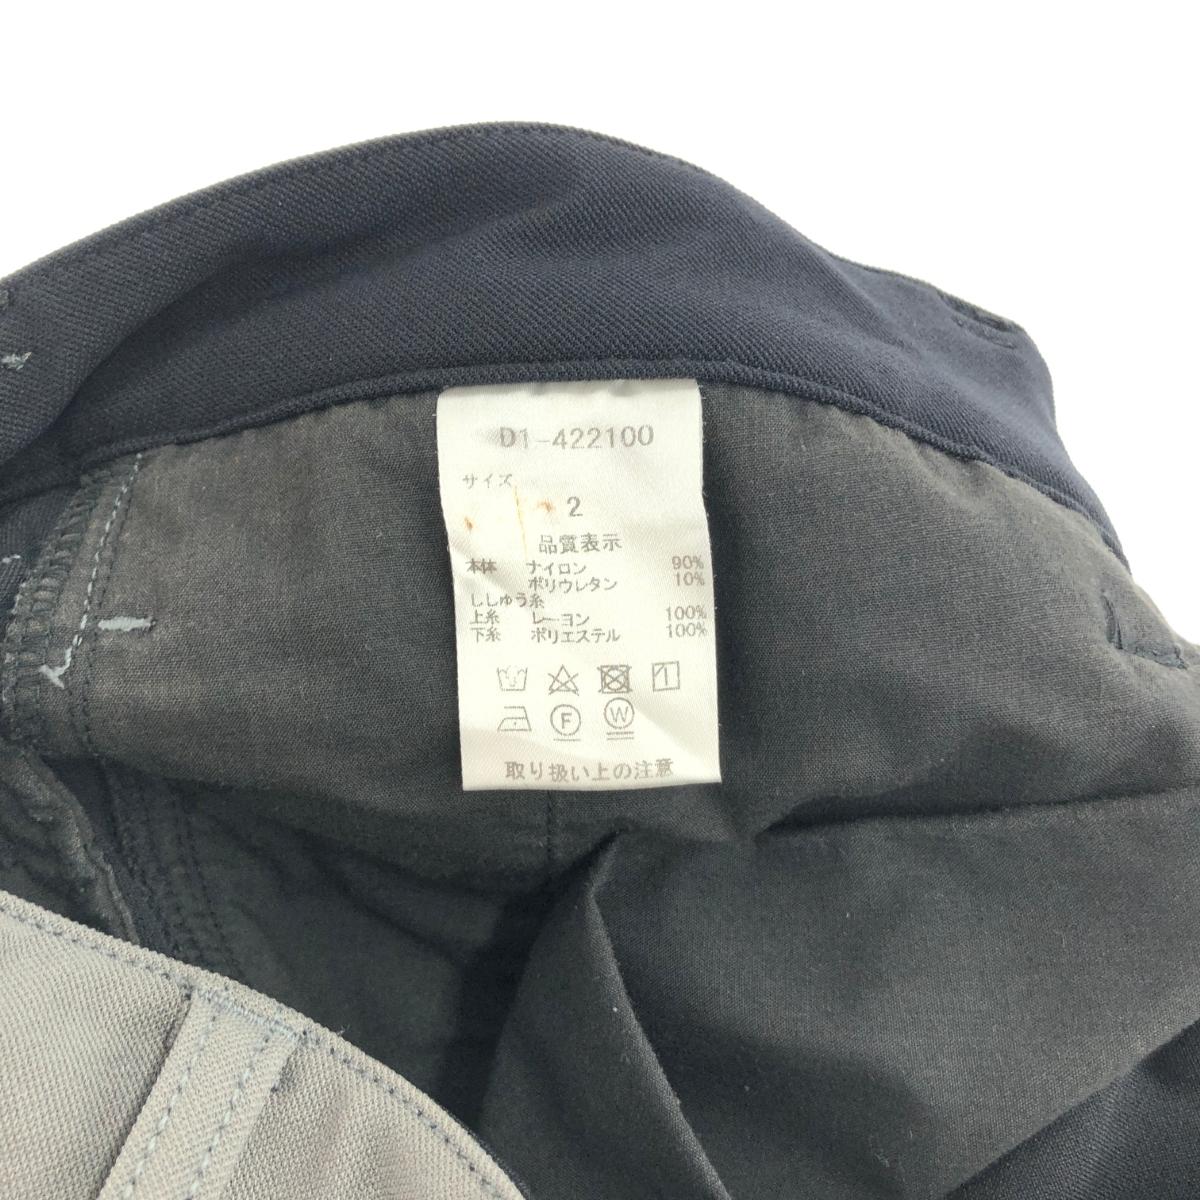 D1-422100
サイズ
2
品質表示
本体 ナイロン 90%
ポリウレタン 10%
ししゅう糸
上糸 レーヨン 100%
下糸 ポリエステル 100%
F W
取り扱い上の注意